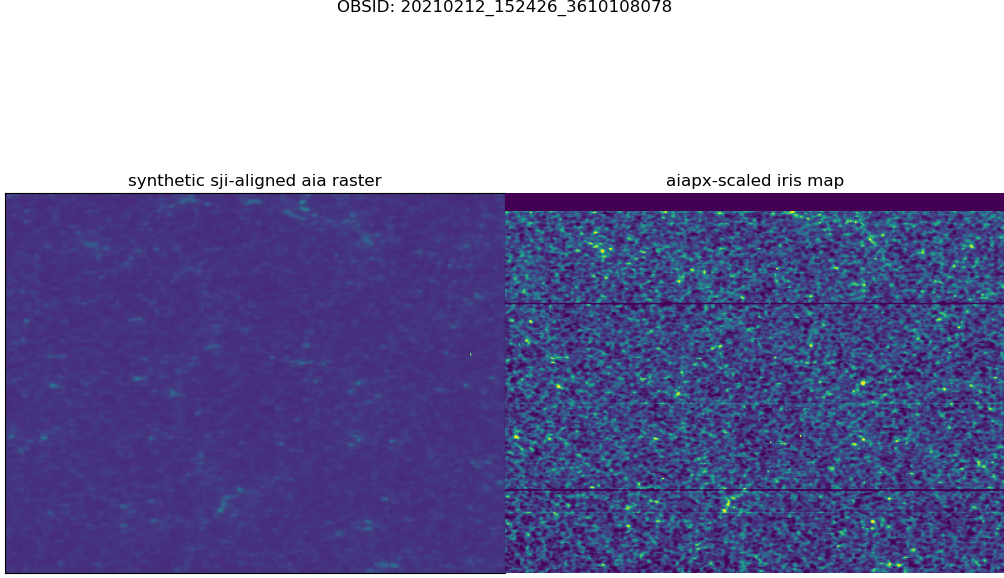 OBSID: 20210212_152426_3610108078
synthetic sji-aligned aia raster
aiapx-scaled iris map